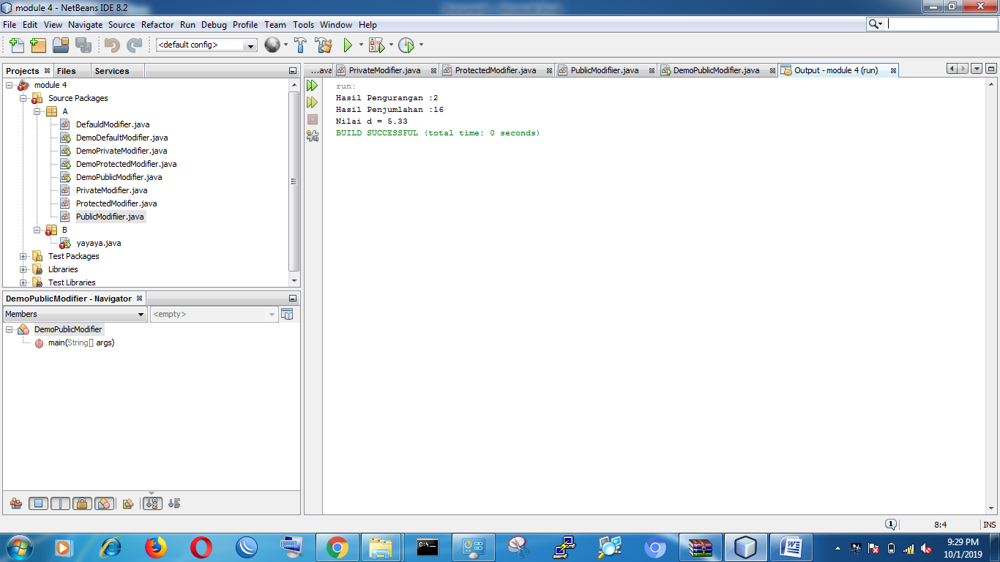 module 4 - NetBeans IDE 8.2
File Edit View Navigate Source Refactor Run Debug Profile Team Tools Window Help
<default config>
Projects Files Services
module 4
Source Packages
A
DefauldModifier.java
DemoDefaultModifier.java
DemoPrivateModifier.java
DemoProtectedModifier.java
DemoPublicModifier.java
PrivateModifier.java
ProtectedModifier.java
PublicModifiier.java
B
yayaya.java
Test Packages
Libraries
Test Libraries
DemoPublicModifier - Navigator
Members <empty>
DemoPublicModifier
main(String[] args)
...ava PrivateModifier.java ProtectedModifier.java PublicModifiier.java DemoPublicModifier.java Output - module 4 (run)
run:
Hasil Pengurangan :2
Hasil Penjumlahan :16
Nilai d = 5.33
BUILD SUCCESSFUL (total time: 0 seconds)
1 8:4 INS
C:\_
9:29 PM
10/1/2019